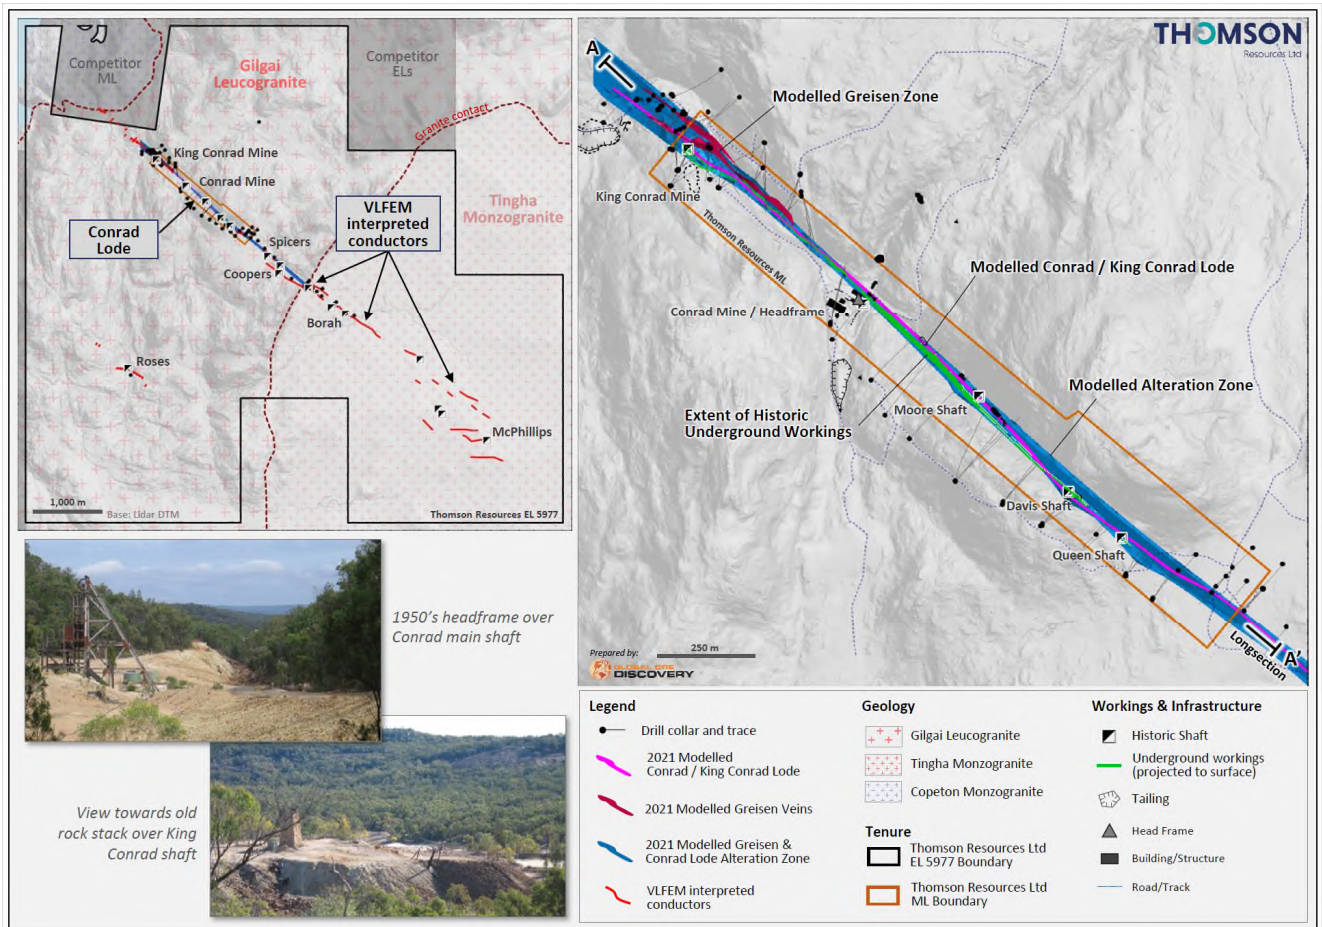 Competitor
ML
Gilgai
Leucogranite
Competitor
ELs
Granite contact
King Conrad Mine
Conrad Mine
Conrad
Lode
VLFEM
interpreted
conductors
Tingha
Monzogranite
Spicers
Coopers
Borah
Roses
McPhillips
1,000 m
Base: Lidar DTM
Thomson Resources EL 5977
THOMSON
Resources Ltd
A
Modelled Greisen Zone
King Conrad Mine
Thomson Resources ML
Modelled Conrad / King Conrad Lode
Conrad Mine / Headframe
Modelled Alteration Zone
Moore Shaft
Extent of Historic
Underground Workings
Davis Shaft
Queen Shaft
Longsection
A'
Prepared by:
GLOBAL ORE
DISCOVERY
250 m
1950's headframe over
Conrad main shaft
View towards old
rock stack over King
Conrad shaft
Legend
Drill collar and trace
2021 Modelled
Conrad / King Conrad Lode
2021 Modelled Greisen Veins
2021 Modelled Greisen &
Conrad Lode Alteration Zone
VLFEM interpreted
conductors
Geology
Gilgai Leucogranite
Tingha Monzogranite
Copeton Monzogranite
Tenure
Thomson Resources Ltd
EL 5977 Boundary
Thomson Resources Ltd
ML Boundary
Workings & Infrastructure
Historic Shaft
Underground workings
(projected to surface)
Tailing
Head Frame
Building/Structure
Road/Track